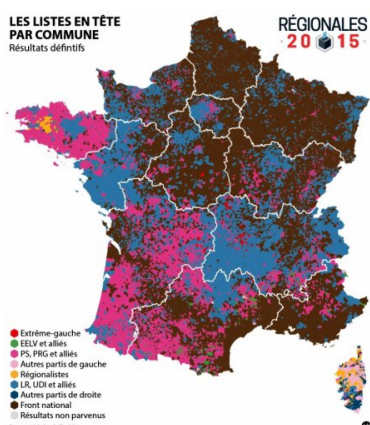 LES LISTES EN TÊTE
PAR COMMUNE
Résultats défintifs
RÉGIONALES
2015
Extrême-gauche
EELV et alliés
PS, PRG et alliés
Autres partis de gauche
Régionalistes
LR, UDI et alliés
Autres partis de droite
Front national
Résultats non parvenus